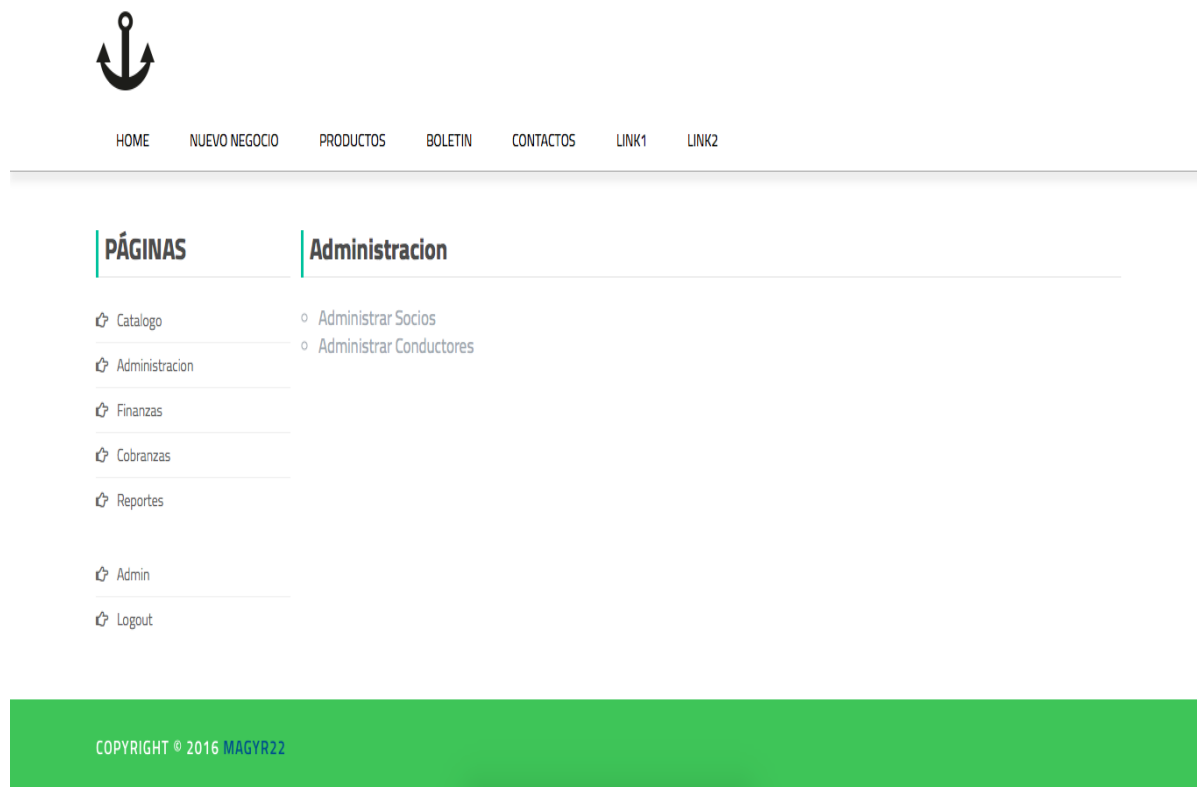 HOME NUEVO NEGOCIO PRODUCTOS BOLETIN CONTACTOS LINK1 LINK2
PÁGINAS
Catalogo
Administracion
Finanzas
Cobranzas
Reportes
Admin
Logout
Administracion
Administrar Socios
Administrar Conductores
COPYRIGHT © 2016 MAGYR22